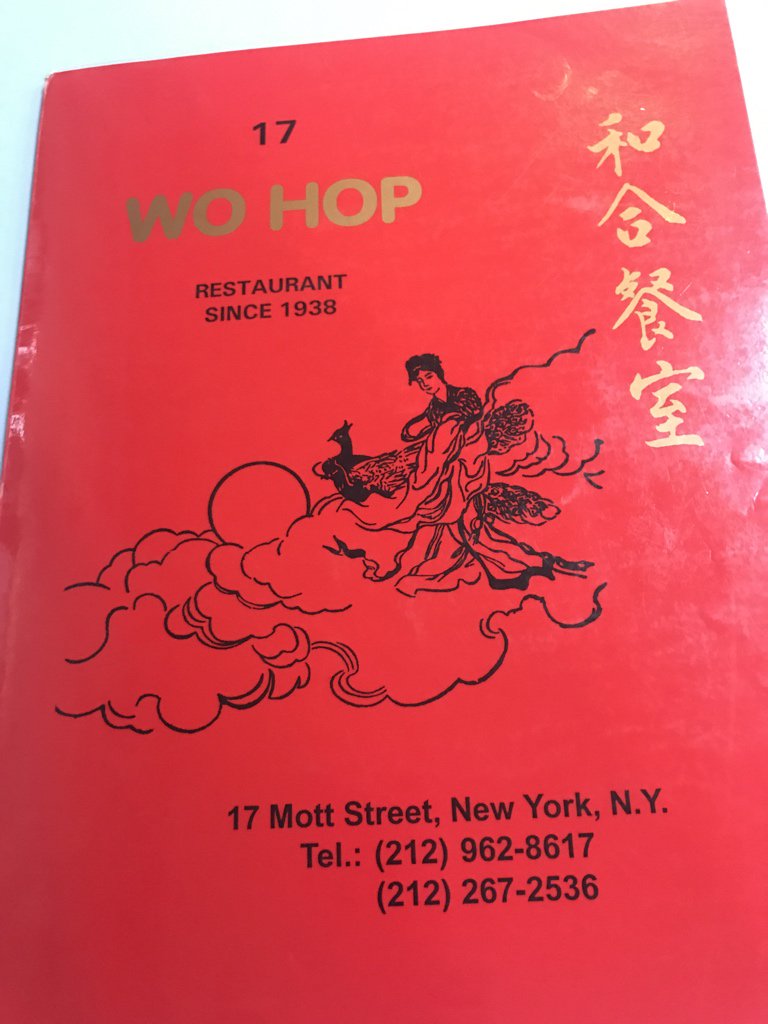 17
WO HOP
RESTAURANT
SINCE 1938
和合餐室
17 Mott Street, New York, N.Y.
Tel.: (212) 962-8617
(212) 267-2536